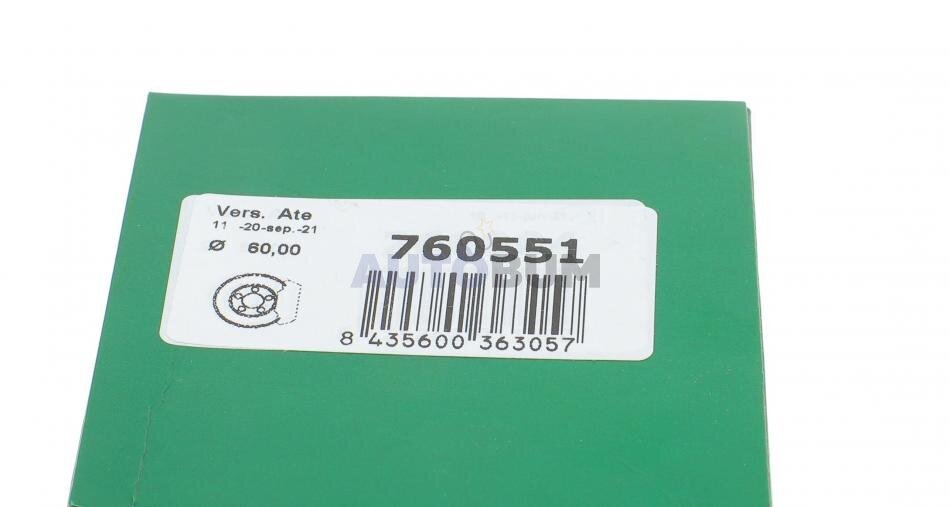 Vers. Ate
11 -20-sep.-21
Ø 60,00
760551
AUTOBUM
8 435600 363057